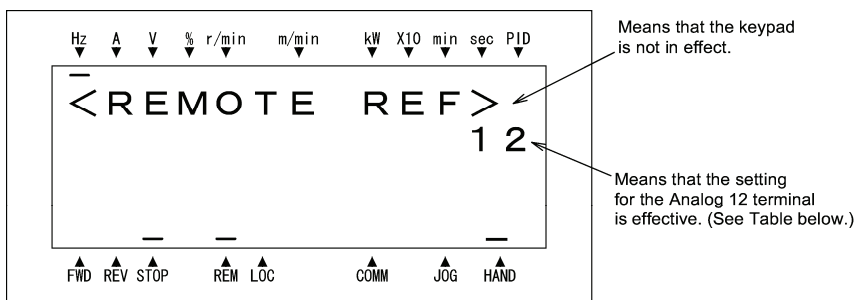 Hz A V % r/min m/min kW X10 min sec PID
<REMOTE REF>
12
FWD REV STOP REM LOC COMM JOG HAND
Means that the keypad
is not in effect.
Means that the setting
for the Analog 12 terminal
is effective. (See Table below.)